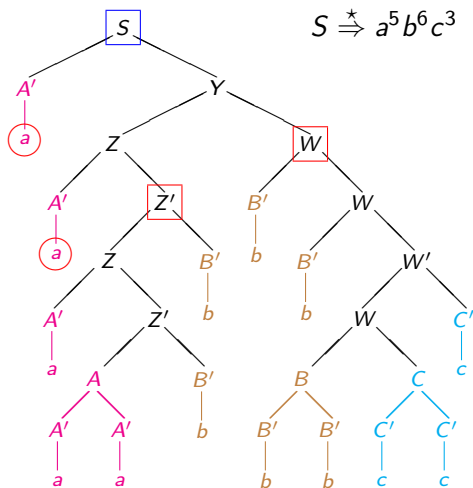 S S ⇒* a⁵b⁶c³
A′ Y
a Z W
A′ Z′ B′ W
a Z B′ b B′ W′
A′ Z′ b b W C′
a A B′ B C c
A′ A′ b B′ B′ C′ C′
a a b b c c